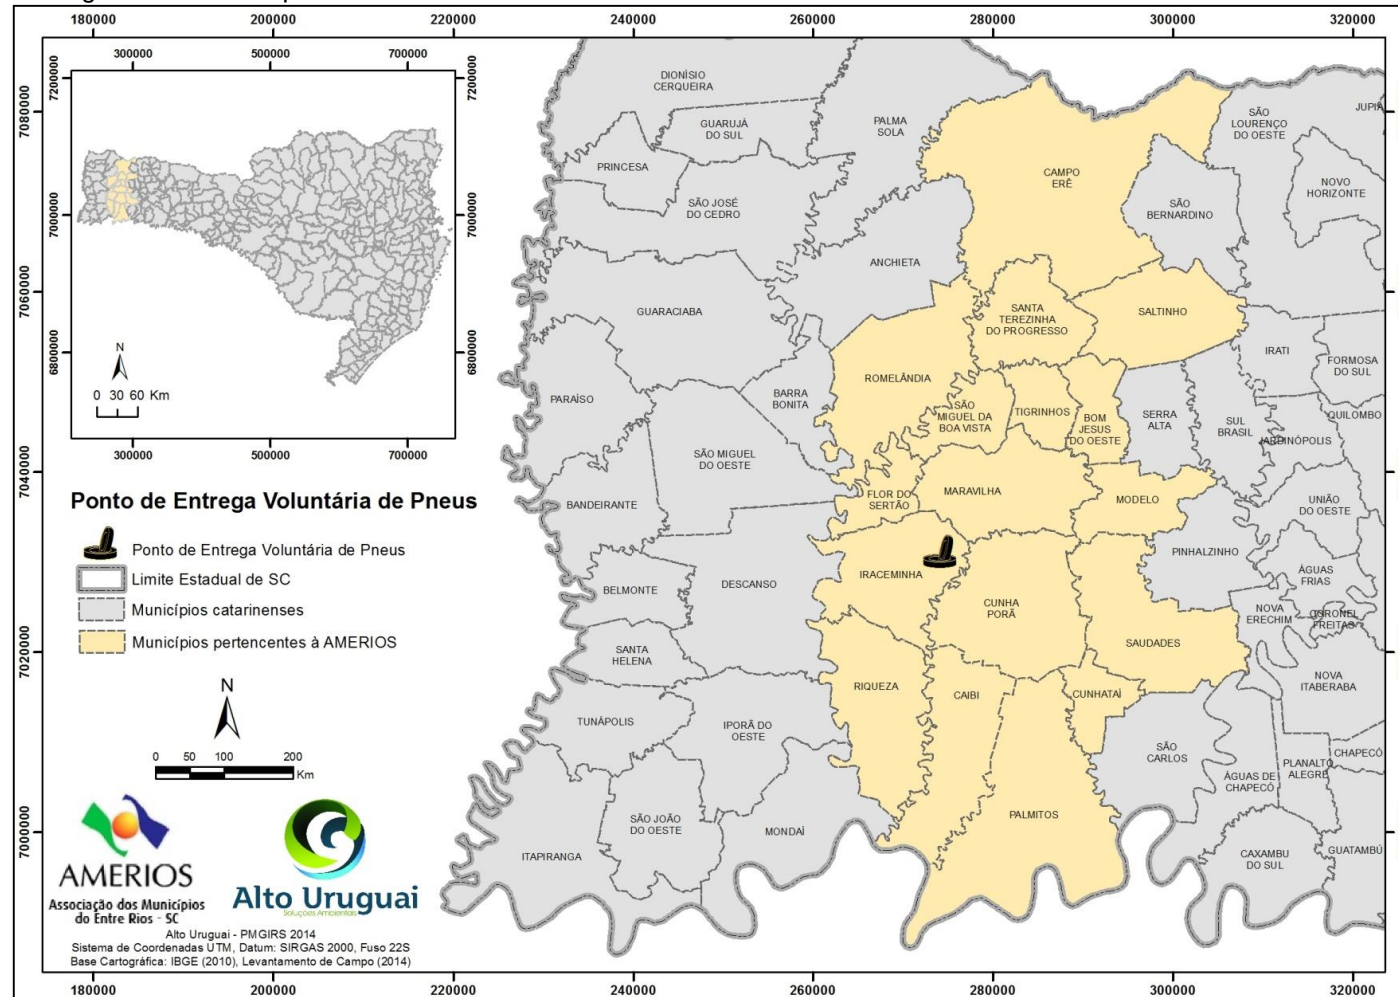 180000 200000 220000 240000 260000 280000 300000 320000
300000 500000 700000
7200000 7000000 6800000
7200000 7000000 6800000
7080000 7060000 7040000 7020000 7000000
N
0 30 60 Km
300000 500000 700000
DIONÍSIO
CERQUEIRA
GUARUJÁ
DO SUL
PALMA
SOLA
PRINCESA
SÃO JOSÉ
DO CEDRO
CAMPO
ERÊ
SÃO
LOURENÇO
DO OESTE
JUPIÁ
NOVO
HORIZONTE
SÃO
BERNARDINO
ANCHIETA
GUARACIABA
SANTA
TEREZINHA
DO PROGRESSO
SALTINHO
IRATI
FORMOSA
DO SUL
ROMELÂNDIA
PARAÍSO
BARRA
BONITA
SÃO
MIGUEL DA
BOA VISTA
TIGRINHOS
BOM
JESUS
DO OESTE
SERRA
ALTA
SUL
BRASIL
QUILOMBO
JARDINÓPOLIS
SÃO MIGUEL
DO OESTE
BANDEIRANTE
FLOR DO
SERTÃO
MARAVILHA
MODELO
UNIÃO
DO OESTE
PINHALZINHO
ÁGUAS
FRIAS
BELMONTE
DESCANSO
IRACEMINHA
CUNHA
PORÃ
NOVA
ERECHIM
CORONEL
FREITAS
SANTA
HELENA
SAUDADES
NOVA
ITABERABA
RIQUEZA
CAIBI
CUNHATAÍ
TUNÁPOLIS
IPORÃ DO
OESTE
SÃO
CARLOS
ÁGUAS DE
CHAPECÓ
PLANALTO
ALEGRE
CHAPECÓ
SÃO JOÃO
DO OESTE
MONDAÍ
PALMITOS
ITAPIRANGA
CAXAMBU
DO SUL
GUATAMBÚ
Ponto de Entrega Voluntária de Pneus
Ponto de Entrega Voluntária de Pneus
Limite Estadual de SC
Municípios catarinenses
Municípios pertencentes à AMERIOS
N
0 50 100 200
Km
AMERIOS
Associação dos Municípios
do Entre Rios - SC
Alto Uruguai
Soluções Ambientais
Alto Uruguai - PMGIRS 2014
Sistema de Coordenadas UTM, Datum: SIRGAS 2000, Fuso 22S
Base Cartográfica: IBGE (2010), Levantamento de Campo (2014)
180000 200000 220000 240000 260000 280000 300000 320000